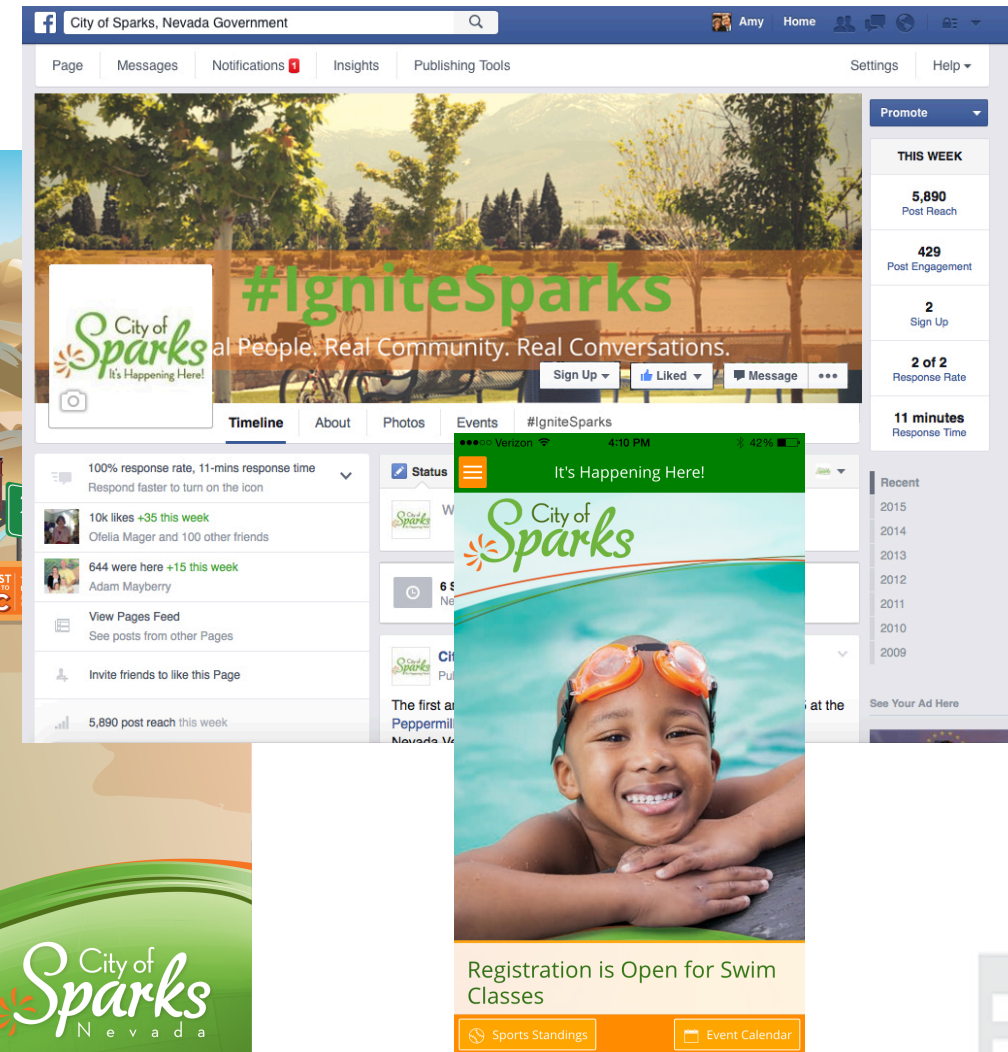 City of Sparks, Nevada Government
Amy Home
Page Messages Notifications 1 Insights Publishing Tools Settings Help
#IgniteSparks
al People. Real Community. Real Conversations.
City of
Sparks
It's Happening Here!
Sign Up Liked Message
Timeline About Photos Events #IgniteSparks
Promote
THIS WEEK
5,890
Post Reach
429
Post Engagement
2
Sign Up
2 of 2
Response Rate
11 minutes
Response Time
Recent
2015
2014
2013
2012
2011
2010
2009
See Your Ad Here
100% response rate, 11-mins response time
Respond faster to turn on the icon
10k likes +35 this week
Ofelia Mager and 100 other friends
644 were here +15 this week
Adam Mayberry
View Pages Feed
See posts from other Pages
Invite friends to like this Page
5,890 post reach this week
Status
W
Sparks
6 S
Ne
Sparks
Cit
Pu
The first a
at the
Peppermil
Nevada Ve
Verizon 4:10 PM 42%
It's Happening Here!
City of
Sparks
Registration is Open for Swim
Classes
Sports Standings Event Calendar
City of
Sparks
Nevada
ST
TO
C